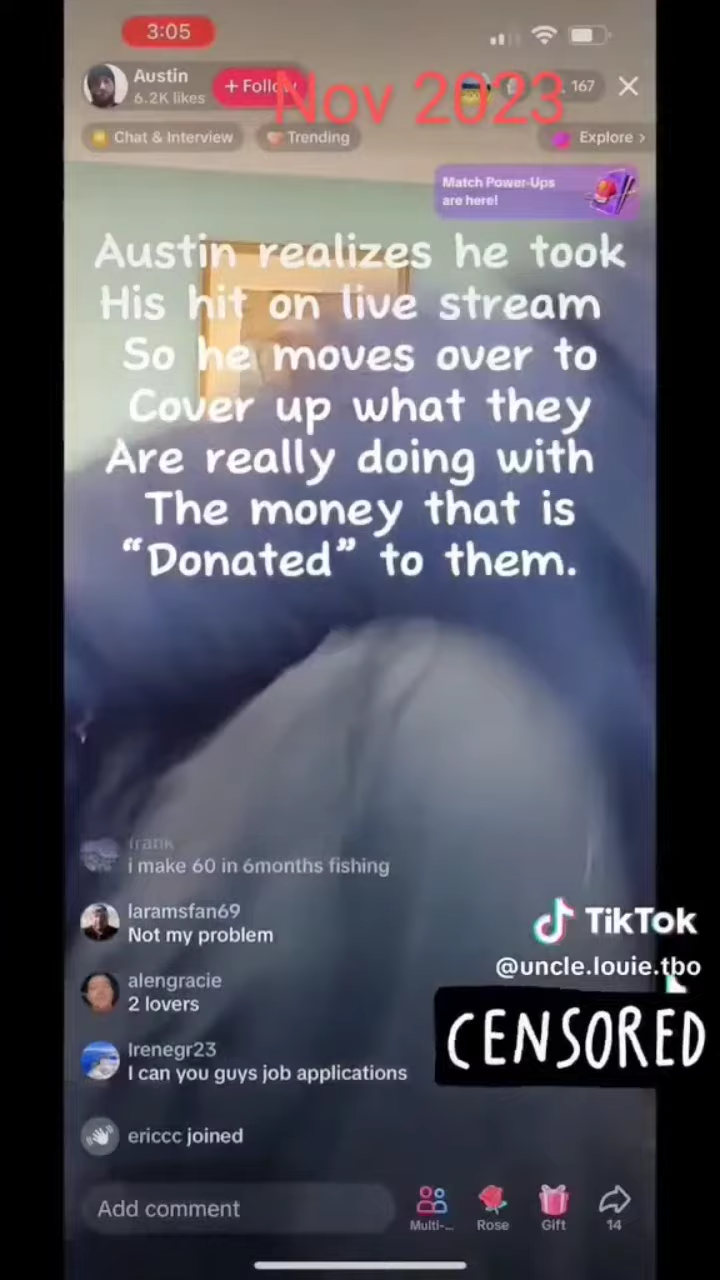 3:05
Austin
6.2K likes
+ Follow
Nov 2023
167
Chat & Interview
Trending
Explore >
Match Power-Ups
are here!
Austin realizes he took
His hit on live stream
So he moves over to
Cover up what they
Are really doing with
The money that is
“Donated” to them.
frank
i make 60 in 6months fishing
laramsfan69
Not my problem
alengracie
2 lovers
Irenegr23
I can you guys job applications
ericcc joined
TikTok
@uncle.louie.tbo
CENSORED
Add comment
Multi-...
Rose
Gift
14